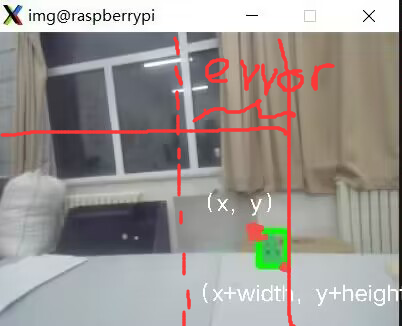 img@raspberrypi
error
(x, y)
(x+width, y+height